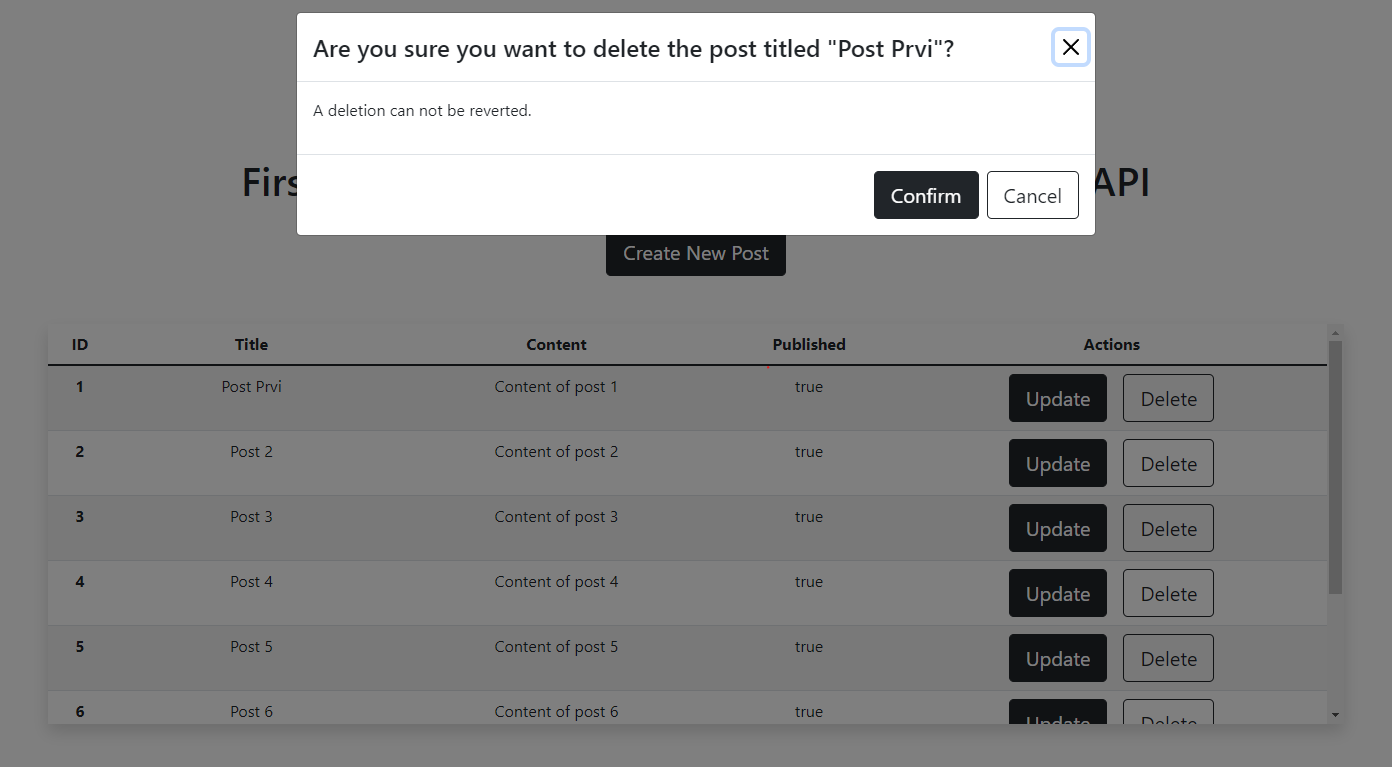 Are you sure you want to delete the post titled "Post Prvi"?
A deletion can not be reverted.
Confirm Cancel
API
Create New Post
ID Title Content Published Actions
1 Post Prvi Content of post 1 true Update Delete
2 Post 2 Content of post 2 true Update Delete
3 Post 3 Content of post 3 true Update Delete
4 Post 4 Content of post 4 true Update Delete
5 Post 5 Content of post 5 true Update Delete
6 Post 6 Content of post 6 true Update Delete